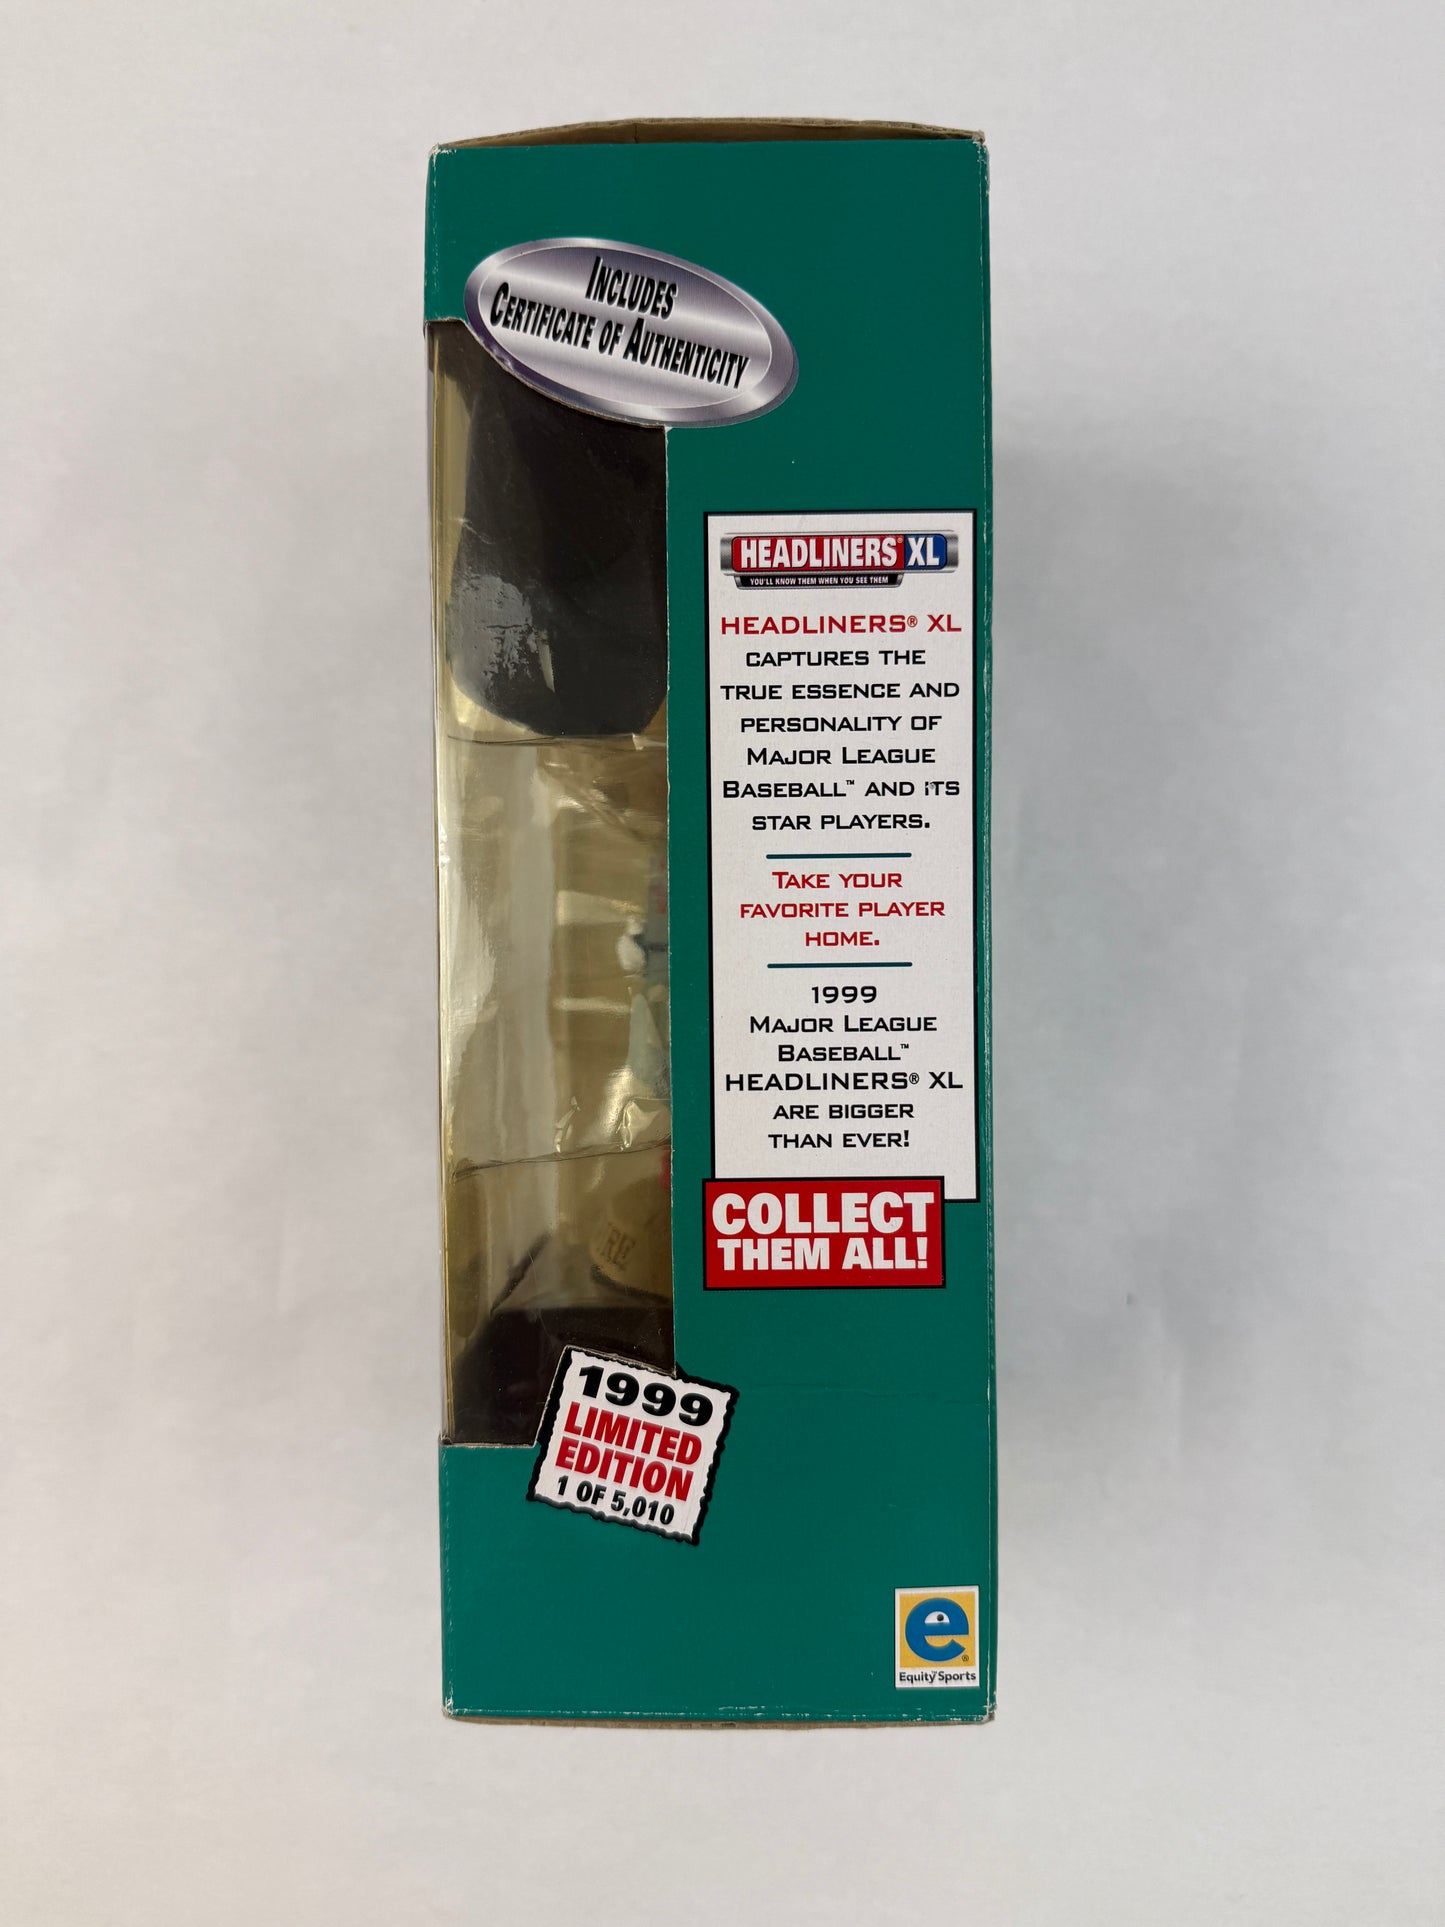 INCLUDES
CERTIFICATE OF AUTHENTICITY
HEADLINERS® XL
YOU'LL KNOW THEM WHEN YOU SEE THEM
HEADLINERS® XL
CAPTURES THE
TRUE ESSENCE AND
PERSONALITY OF
MAJOR LEAGUE
BASEBALL™ AND ITS
STAR PLAYERS.
TAKE YOUR
FAVORITE PLAYER
HOME.
1999
MAJOR LEAGUE
BASEBALL™
HEADLINERS® XL
ARE BIGGER
THAN EVER!
COLLECT
THEM ALL!
1999
LIMITED
EDITION
1 OF 5,010
e®
Equity™ Sports